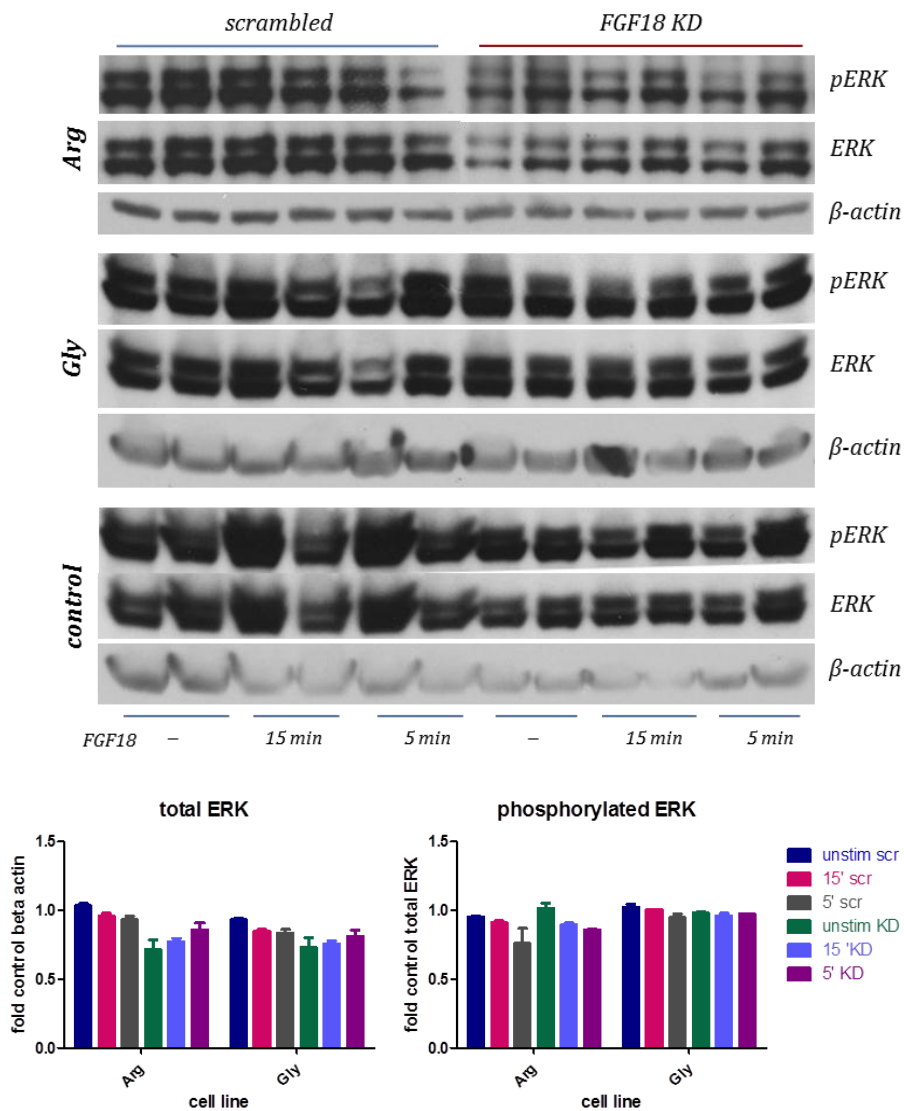 scrambled FGF18 KD
Arg
pERK
ERK
β-actin
Gly
pERK
ERK
β-actin
control
pERK
ERK
β-actin
FGF18 – 15 min 5 min – 15 min 5 min
total ERK
fold control beta actin
1.5
1.0
0.5
0.0
Arg Gly
cell line
phosphorylated ERK
fold control total ERK
1.5
1.0
0.5
0.0
Arg Gly
cell line
unstim scr
15' scr
5' scr
unstim KD
15 'KD
5' KD